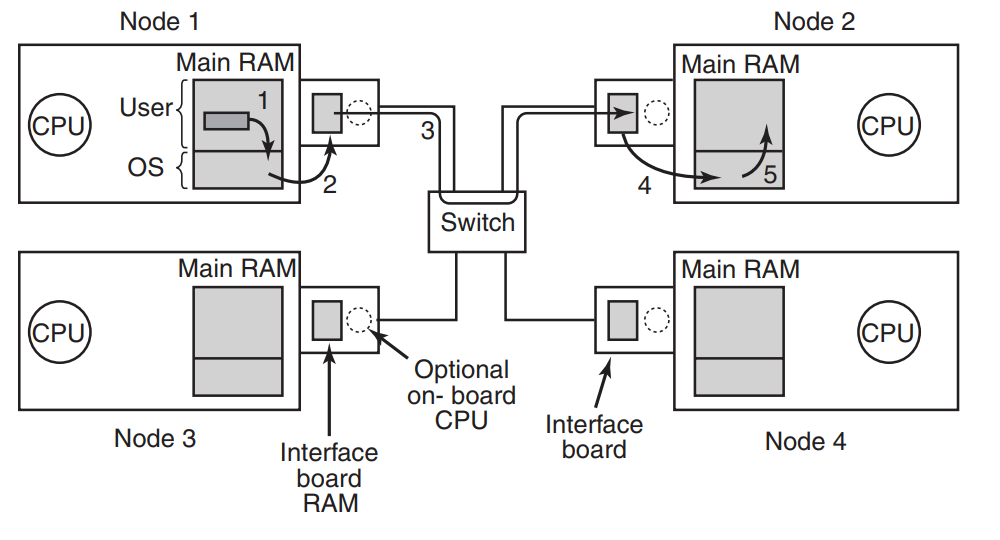 Node 1
Node 2
Main RAM
Main RAM
User
1
CPU
3
CPU
OS
2
4
5
Switch
Main RAM
Main RAM
CPU
CPU
Optional
on- board
CPU
Node 3
Interface
board
RAM
Interface
board
Node 4